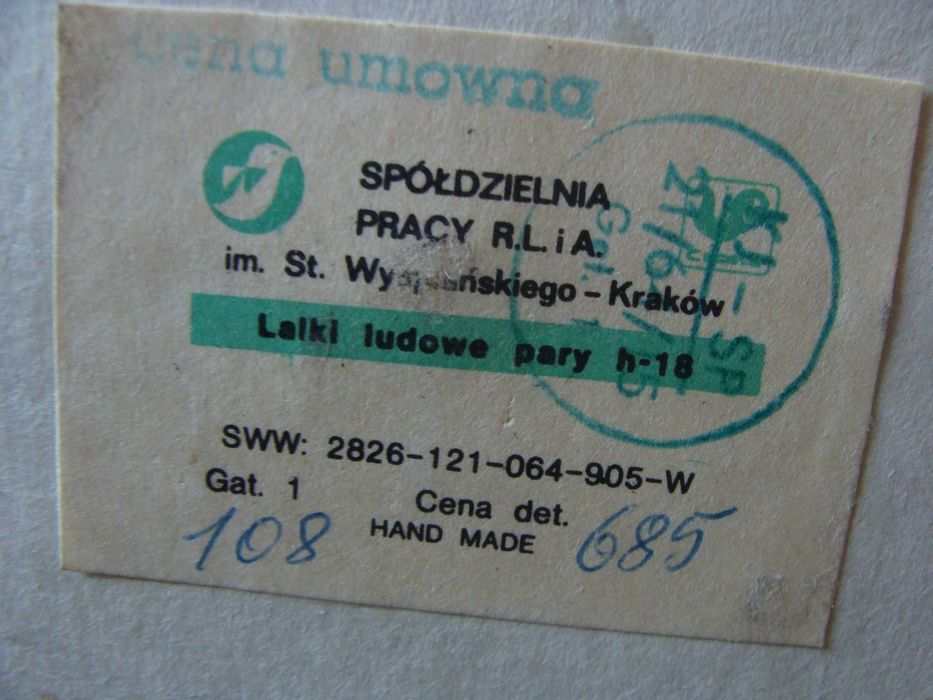 cena umowna
SPÓŁDZIELNIA
PRACY R.L. i A.
im. St. Wyspiańskiego – Kraków
Lalki ludowe pary h-18
SWW: 2826–121–064–905–W
Gat. 1 Cena det.
108 HAND MADE 685